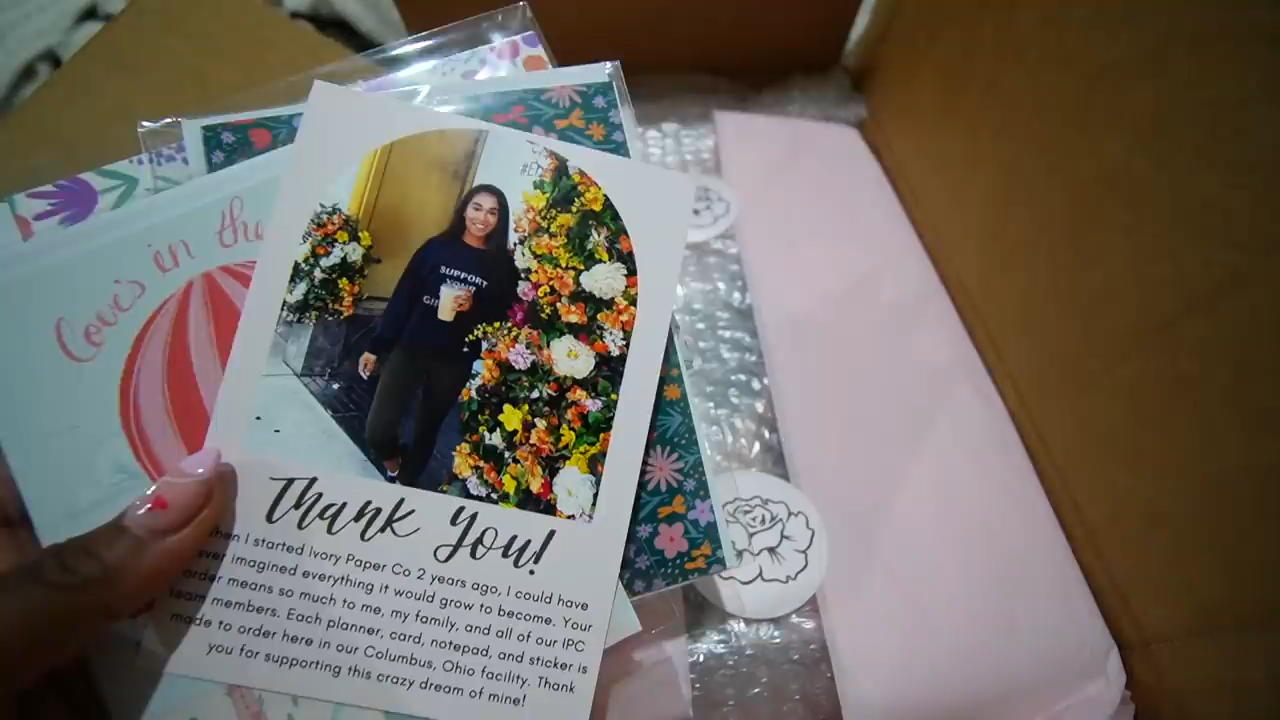 #E
SUPPORT
YOUR
GI
Love's in the
Thank You!
hen I started Ivory Paper Co 2 years ago, I could have
ever imagined everything it would grow to become. Your
order means so much to me, my family, and all of our IPC
team members. Each planner, card, notepad, and sticker is
made to order here in our Columbus, Ohio facility. Thank
you for supporting this crazy dream of mine!